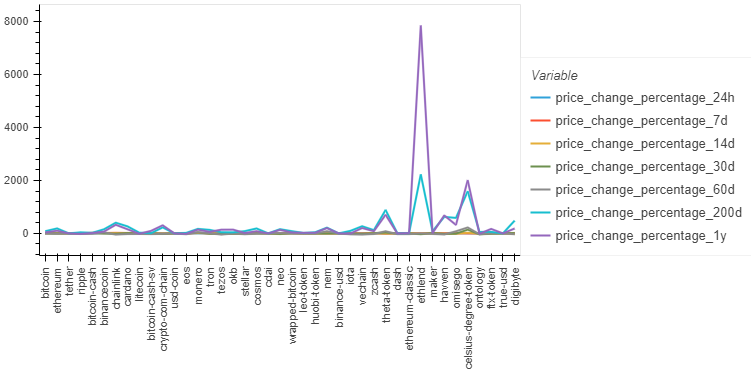 8000
6000
4000
2000
0
bitcoin
ethereum
tether
ripple
bitcoin-cash
binancecoin
chainlink
cardano
litecoin
bitcoin-cash-sv
crypto-com-chain
usd-coin
eos
monero
tron
tezos
okb
stellar
cosmos
cdai
neo
wrapped-bitcoin
leo-token
huobi-token
nem
binance-usd
iota
vechain
zcash
theta-token
dash
ethereum-classic
ethlend
maker
havven
omisego
celsius-degree-token
ontology
ftx-token
true-usd
digibyte
Variable
price_change_percentage_24h
price_change_percentage_7d
price_change_percentage_14d
price_change_percentage_30d
price_change_percentage_60d
price_change_percentage_200d
price_change_percentage_1y